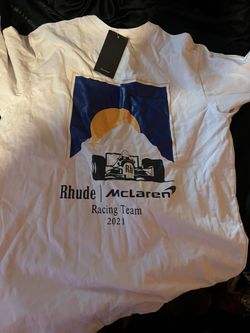 Rhude | McLaren
Racing Team
2021